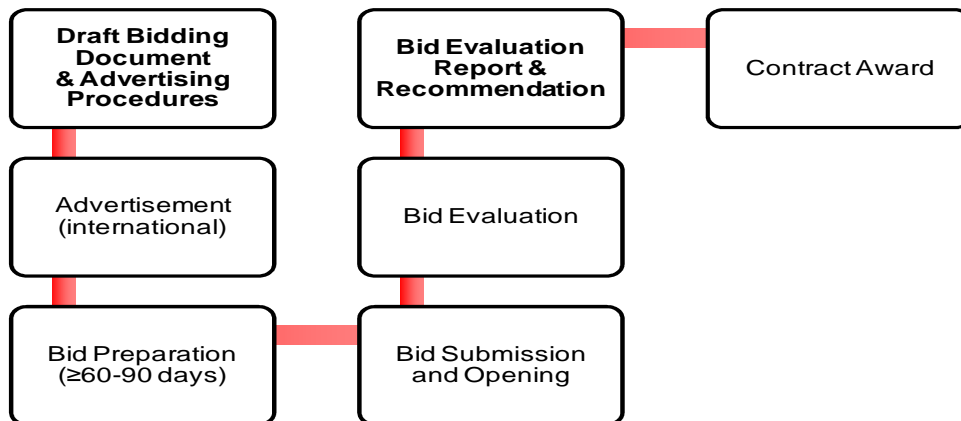 Draft Bidding
Document
& Advertising
Procedures
Advertisement
(international)
Bid Preparation
(≥60-90 days)
Bid Submission
and Opening
Bid Evaluation
Bid Evaluation
Report &
Recommendation
Contract Award